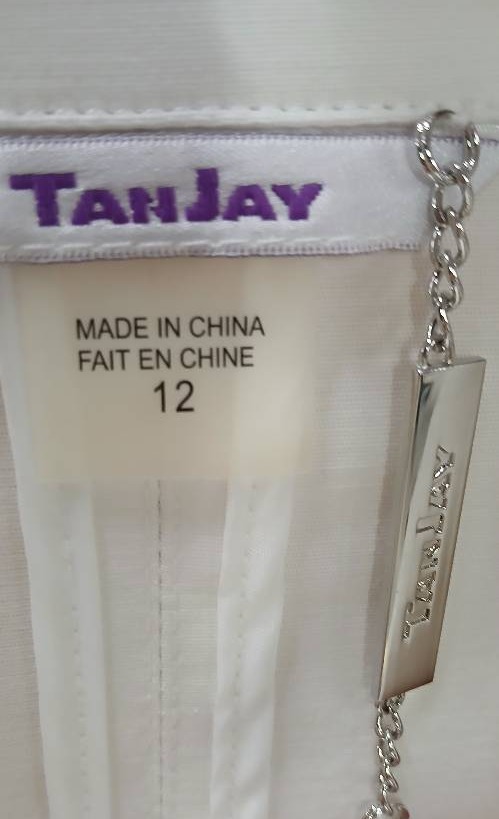 TANJAY
MADE IN CHINA
FAIT EN CHINE
12
TANJAY